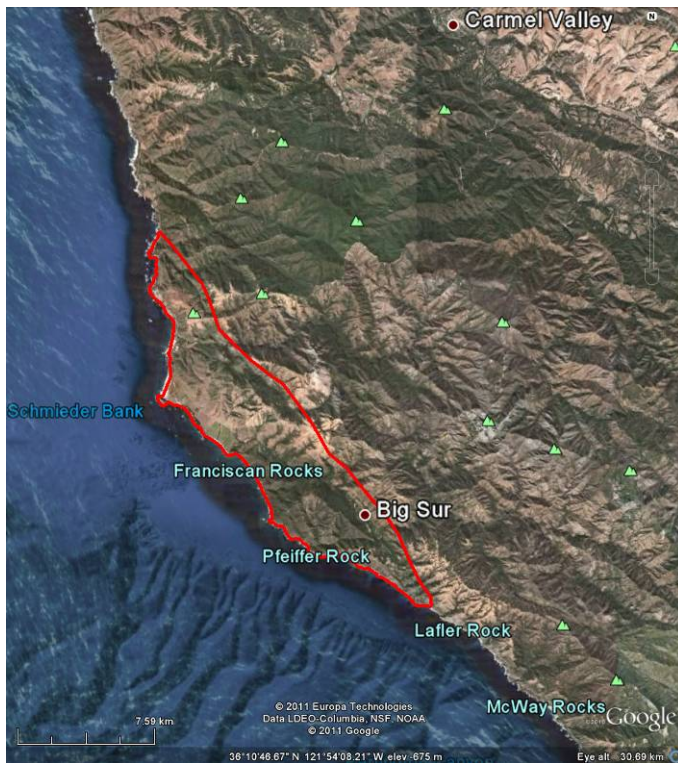 Carmel Valley
N
Schmieder Bank
Franciscan Rocks
Big Sur
Pfeiffer Rock
Lafler Rock
McWay Rocks
© 2011 Europa Technologies
Data LDEO-Columbia, NSF, NOAA
© 2011 Google
Google
7.59 km
36°10'46.67" N 121°54'08.21" W elev -675 m
Eye alt 30.69 km